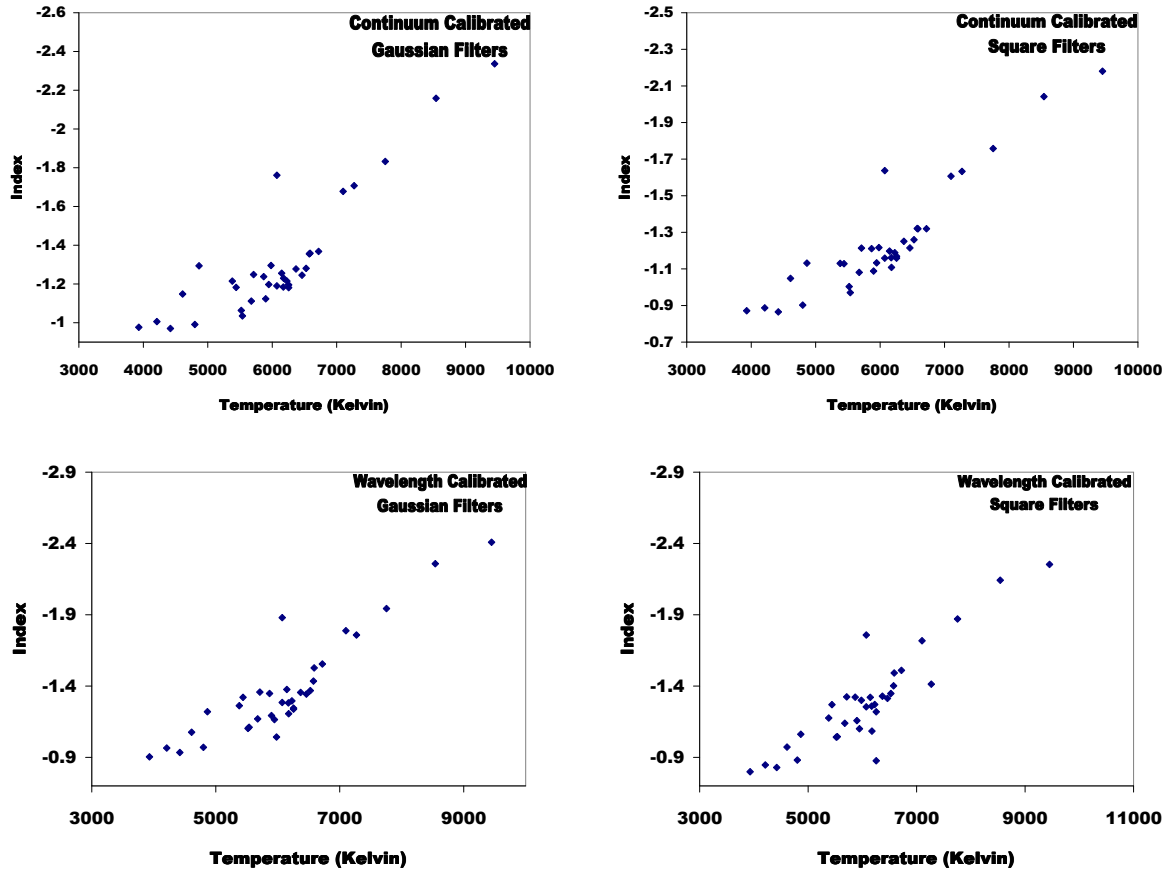 Continuum Calibrated
Gaussian Filters
-2.6
-2.4
-2.2
-2
-1.8
-1.6
-1.4
-1.2
-1
Index
3000 4000 5000 6000 7000 8000 9000 10000
Temperature (Kelvin)
Continuum Calibrated
Square Filters
-2.5
-2.3
-2.1
-1.9
-1.7
-1.5
-1.3
-1.1
-0.9
-0.7
Index
3000 4000 5000 6000 7000 8000 9000 10000
Temperature (Kelvin)
Wavelength Calibrated
Gaussian Filters
-2.9
-2.4
-1.9
-1.4
-0.9
Index
3000 5000 7000 9000
Temperature (Kelvin)
Wavelength Calibrated
Square Filters
-2.9
-2.4
-1.9
-1.4
-0.9
Index
3000 5000 7000 9000 11000
Temperature (Kelvin)